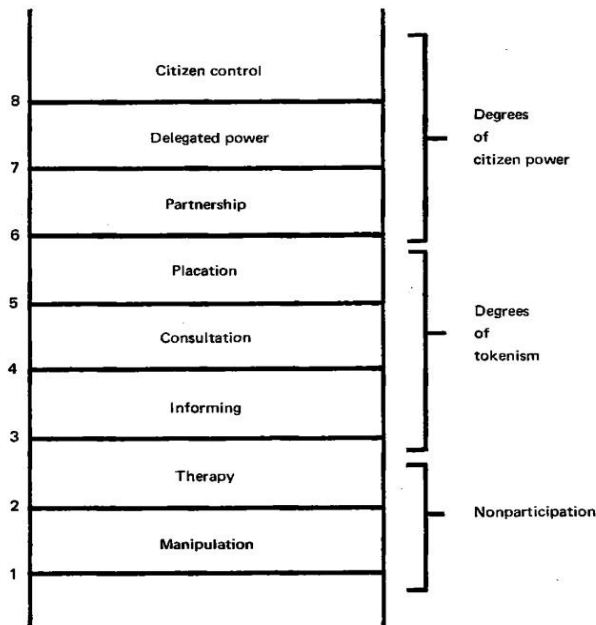 Citizen control
8
Delegated power
7
Partnership
6
Placation
5
Consultation
4
Informing
3
Therapy
2
Manipulation
1
Degrees
of
citizen power
Degrees
of
tokenism
Nonparticipation